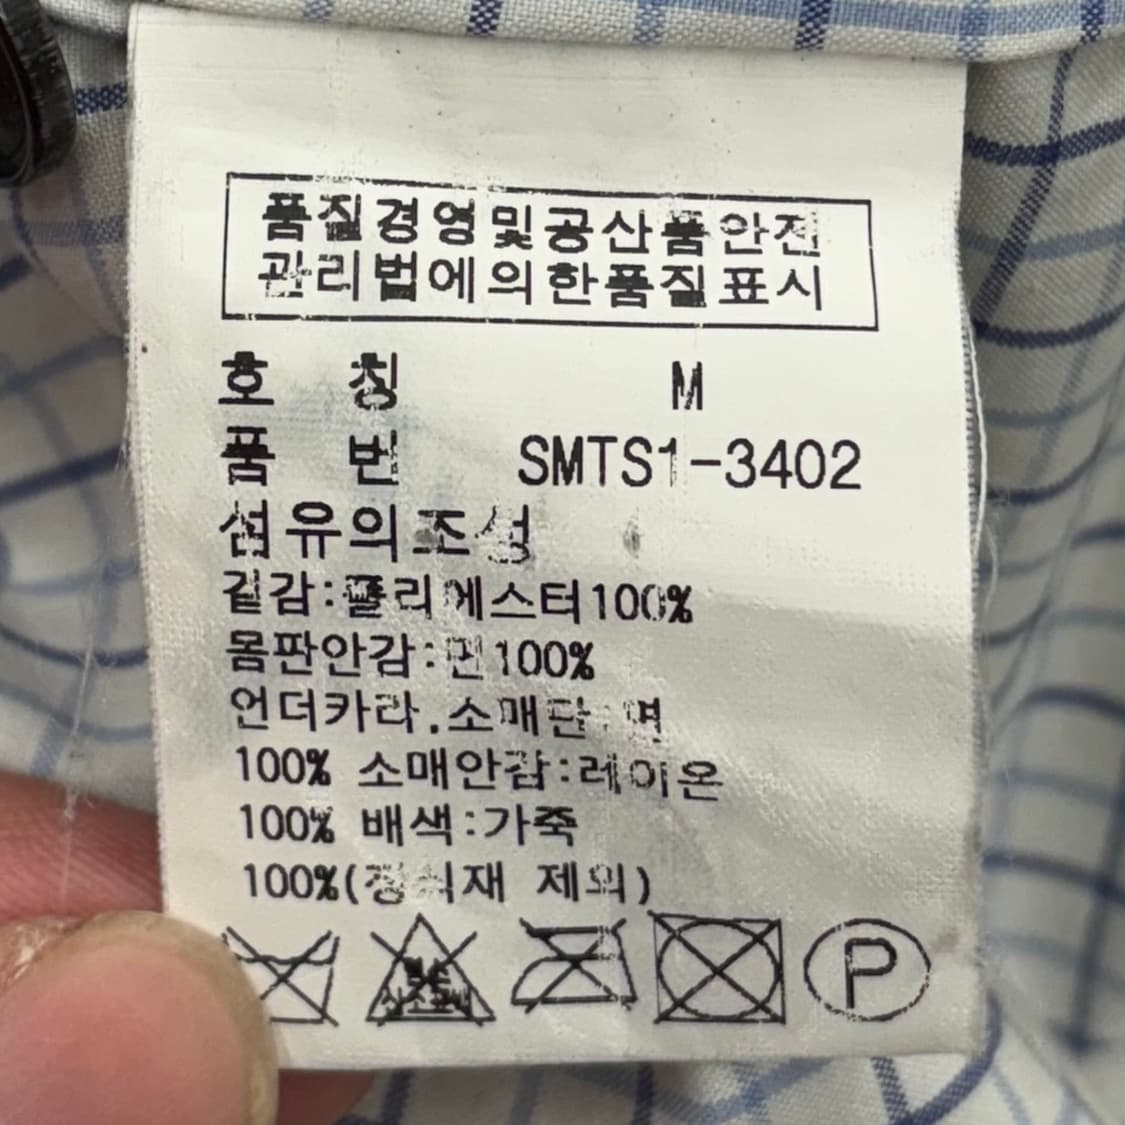 품질경영및공산품안전
관리법에의한품질표시
호 칭 M
품 번 SMTS1-3402
섬유의조성
겉감:폴리에스터100%
몸판안감:면100%
언더카라.소매단:면
100% 소매안감:레이온
100% 배색:가죽
100%(장식재 제외)
P